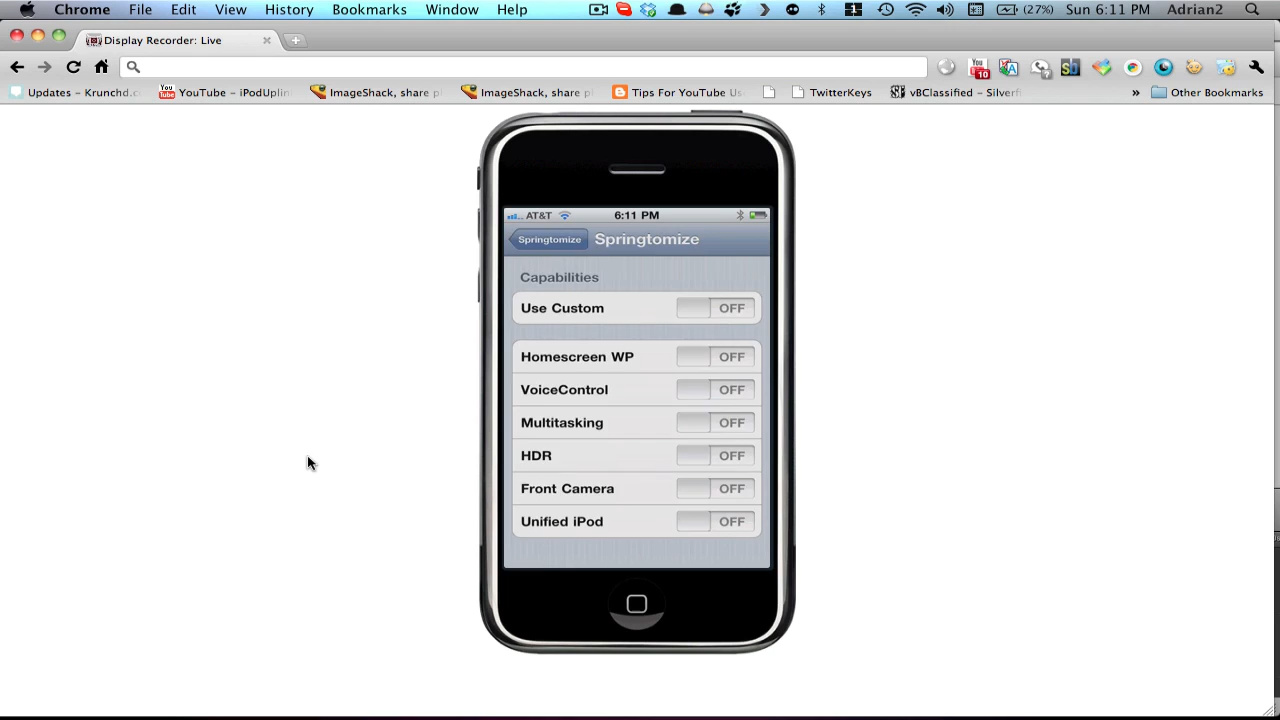 Chrome File Edit View History Bookmarks Window Help (27%) Sun 6:11 PM Adrian2
Display Recorder: Live
Updates – Krunchd.c YouTube – iPodUplin ImageShack, share p ImageShack, share p Tips For YouTube Us TwitterKeys vBClassified – Silverfi » Other Bookmarks
AT&T 6:11 PM
Springtomize Springtomize
Capabilities
Use Custom OFF
Homescreen WP OFF
VoiceControl OFF
Multitasking OFF
HDR OFF
Front Camera OFF
Unified iPod OFF